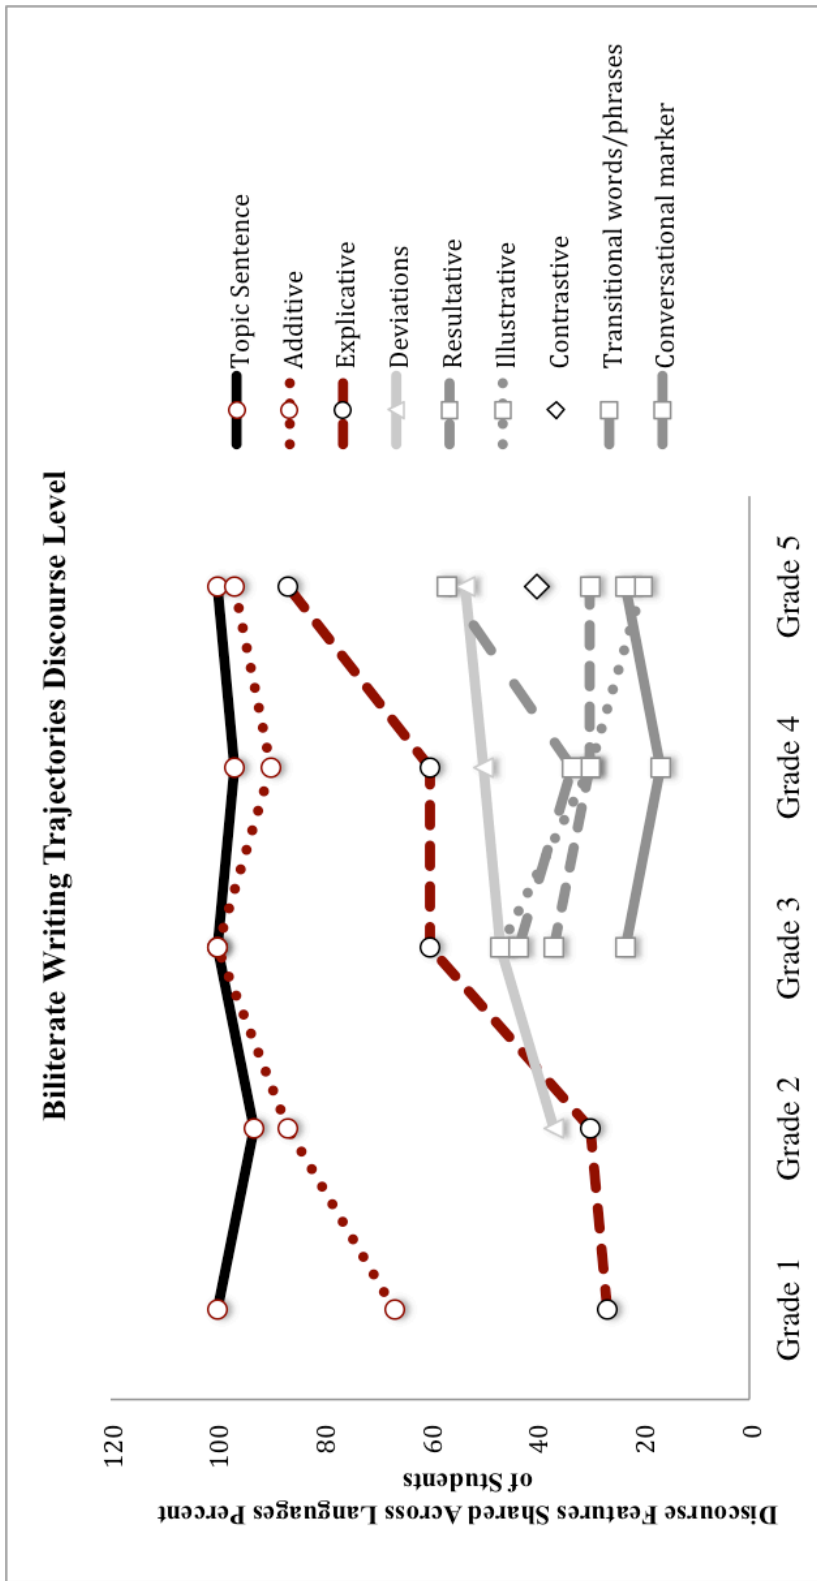 Biliterate Writing Trajectories Discourse Level
Discourse Features Shared Across Languages Percent
of Students
120
100
80
60
40
20
0
Grade 1
Grade 2
Grade 3
Grade 4
Grade 5
Topic Sentence
Additive
Explicative
Deviations
Resultative
Illustrative
Contrastive
Transitional words/phrases
Conversational marker